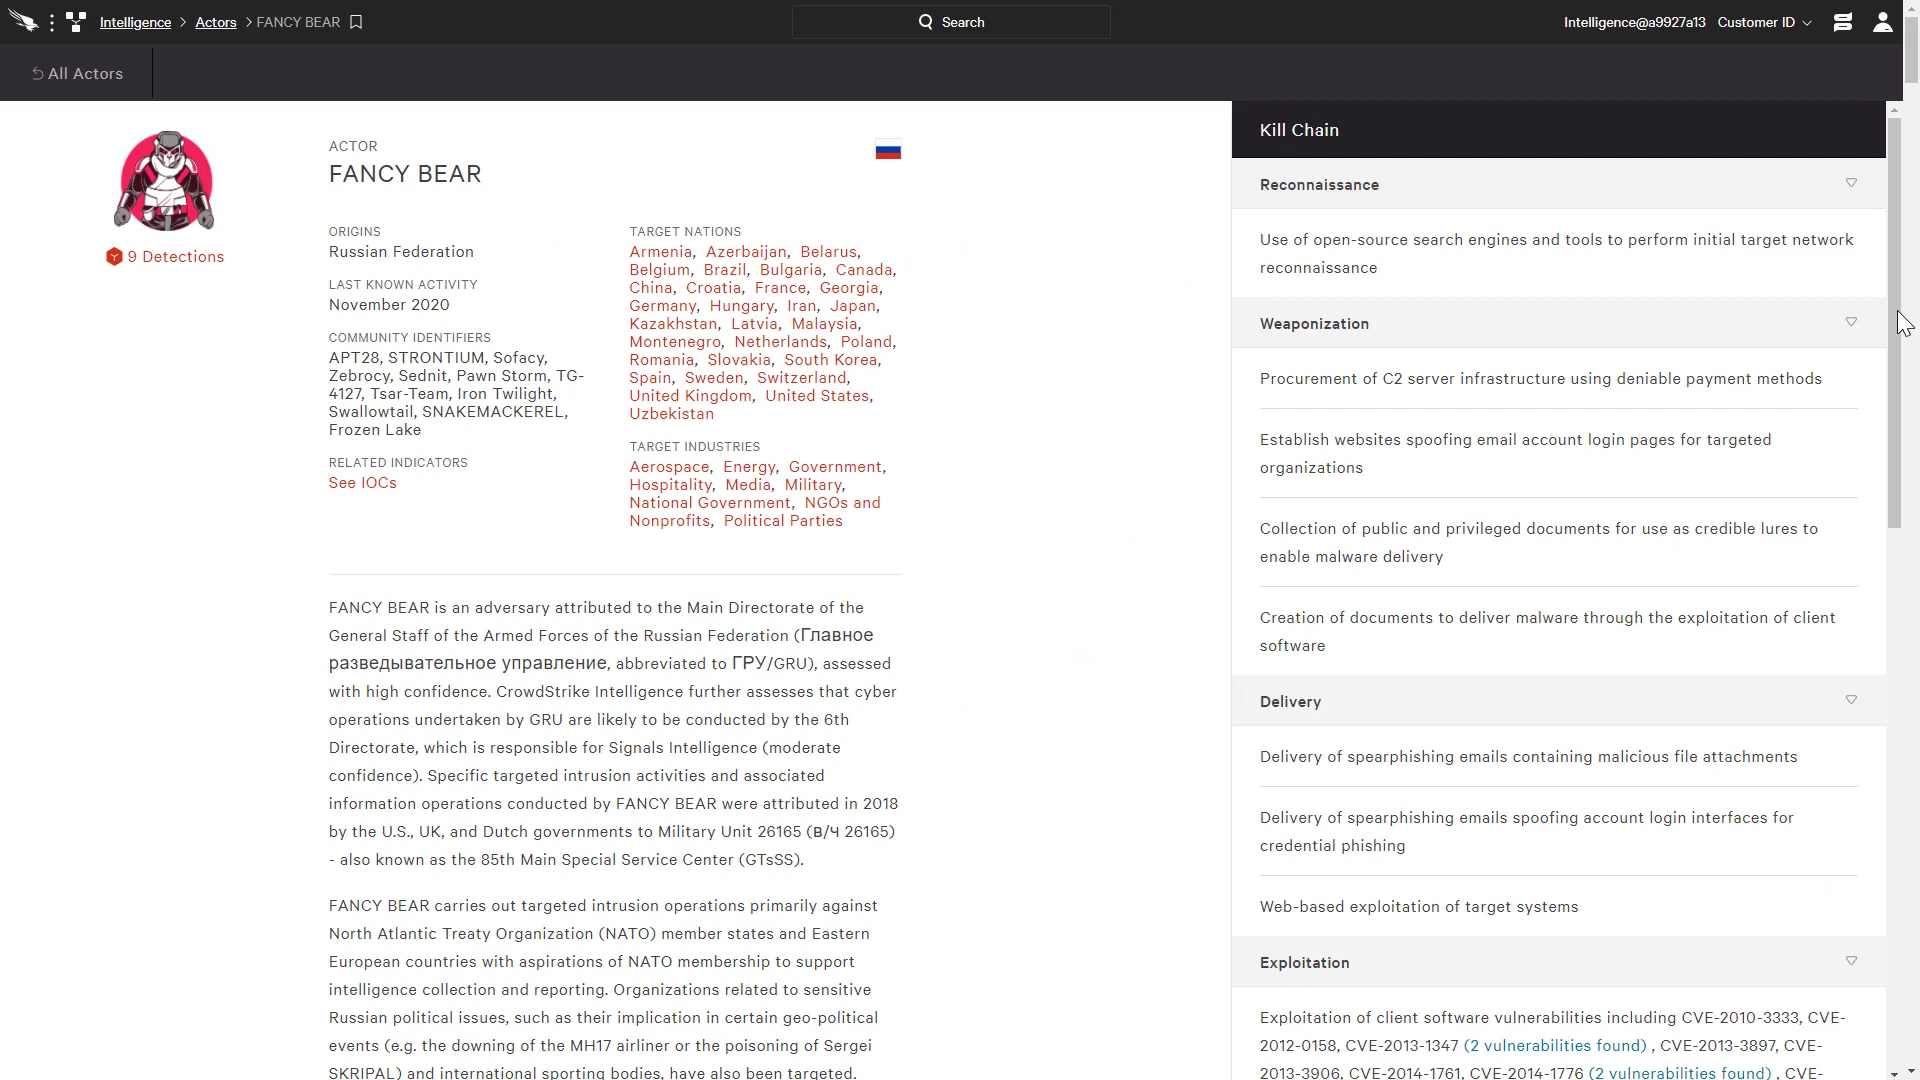 Intelligence > Actors > FANCY BEAR
Search
Intelligence@a9927a13 Customer ID
All Actors
9 Detections
ACTOR
FANCY BEAR
ORIGINS
Russian Federation
LAST KNOWN ACTIVITY
November 2020
COMMUNITY IDENTIFIERS
APT28, STRONTIUM, Sofacy,
Zebrocy, Sednit, Pawn Storm, TG-
4127, Tsar-Team, Iron Twilight,
Swallowtail, SNAKEMACKEREL,
Frozen Lake
RELATED INDICATORS
See IOCs
TARGET NATIONS
Armenia, Azerbaijan, Belarus,
Belgium, Brazil, Bulgaria, Canada,
China, Croatia, France, Georgia,
Germany, Hungary, Iran, Japan,
Kazakhstan, Latvia, Malaysia,
Montenegro, Netherlands, Poland,
Romania, Slovakia, South Korea,
Spain, Sweden, Switzerland,
United Kingdom, United States,
Uzbekistan
TARGET INDUSTRIES
Aerospace, Energy, Government,
Hospitality, Media, Military,
National Government, NGOs and
Nonprofits, Political Parties
FANCY BEAR is an adversary attributed to the Main Directorate of the
General Staff of the Armed Forces of the Russian Federation (Главное
разведывательное управление, abbreviated to ГРУ/GRU), assessed
with high confidence. CrowdStrike Intelligence further assesses that cyber
operations undertaken by GRU are likely to be conducted by the 6th
Directorate, which is responsible for Signals Intelligence (moderate
confidence). Specific targeted intrusion activities and associated
information operations conducted by FANCY BEAR were attributed in 2018
by the U.S., UK, and Dutch governments to Military Unit 26165 (в/ч 26165)
- also known as the 85th Main Special Service Center (GTsSS).
FANCY BEAR carries out targeted intrusion operations primarily against
North Atlantic Treaty Organization (NATO) member states and Eastern
European countries with aspirations of NATO membership to support
intelligence collection and reporting. Organizations related to sensitive
Russian political issues, such as their implication in certain geo-political
events (e.g. the downing of the MH17 airliner or the poisoning of Sergei
SKRIPAL) and international sporting bodies, have also been targeted.
Kill Chain
Reconnaissance
Use of open-source search engines and tools to perform initial target network
reconnaissance
Weaponization
Procurement of C2 server infrastructure using deniable payment methods
Establish websites spoofing email account login pages for targeted
organizations
Collection of public and privileged documents for use as credible lures to
enable malware delivery
Creation of documents to deliver malware through the exploitation of client
software
Delivery
Delivery of spearphishing emails containing malicious file attachments
Delivery of spearphishing emails spoofing account login interfaces for
credential phishing
Web-based exploitation of target systems
Exploitation
Exploitation of client software vulnerabilities including CVE-2010-3333, CVE-
2012-0158, CVE-2013-1347 (2 vulnerabilities found) , CVE-2013-3897, CVE-
2013-3906, CVE-2014-1761, CVE-2014-1776 (2 vulnerabilities found) , CVE-